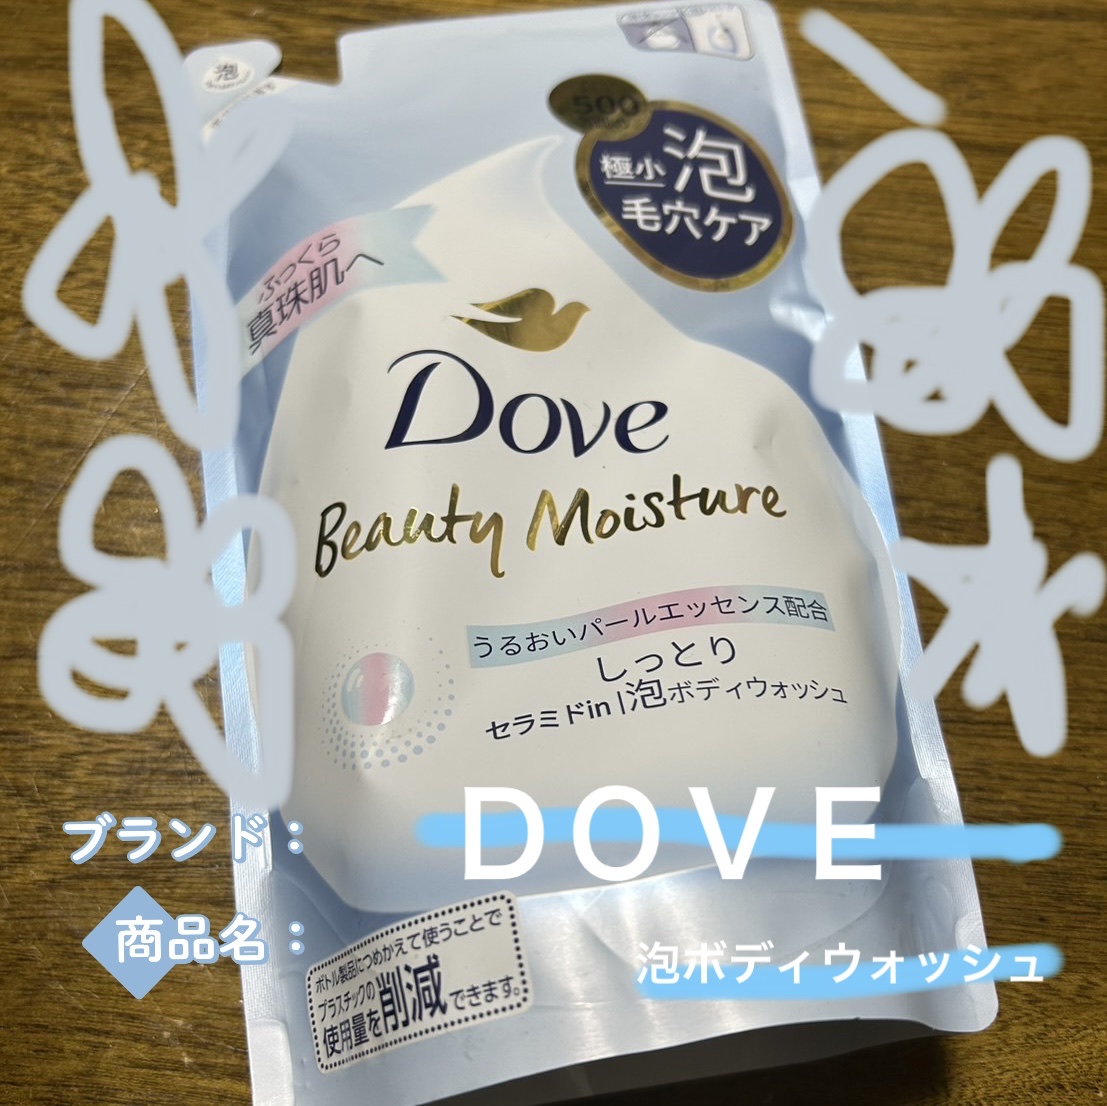 泡
500
極小泡
毛穴ケア
ふっくら
真珠肌へ
Dove
Beauty Moisture
うるおいパールエッセンス配合
しっとり
セラミドin|泡ボディウォッシュ
ブランド：
DOVE
商品名：
泡ボディウォッシュ
ボトル製品につめかえて使うことで
プラスチックの
使用量を削減できます。